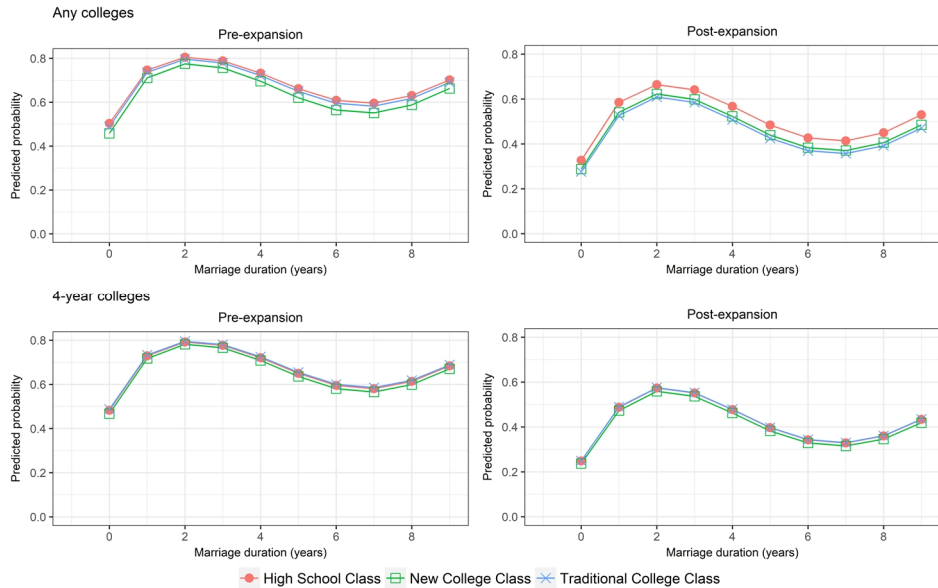 Any colleges
Pre-expansion
Post-expansion
Predicted probability
0.8
0.6
0.4
0.2
0.0
0 2 4 6 8
Marriage duration (years)
Predicted probability
0.8
0.6
0.4
0.2
0.0
0 2 4 6 8
Marriage duration (years)
4-year colleges
Pre-expansion
Post-expansion
Predicted probability
0.8
0.6
0.4
0.2
0.0
0 2 4 6 8
Marriage duration (years)
Predicted probability
0.8
0.6
0.4
0.2
0.0
0 2 4 6 8
Marriage duration (years)
High School Class New College Class Traditional College Class